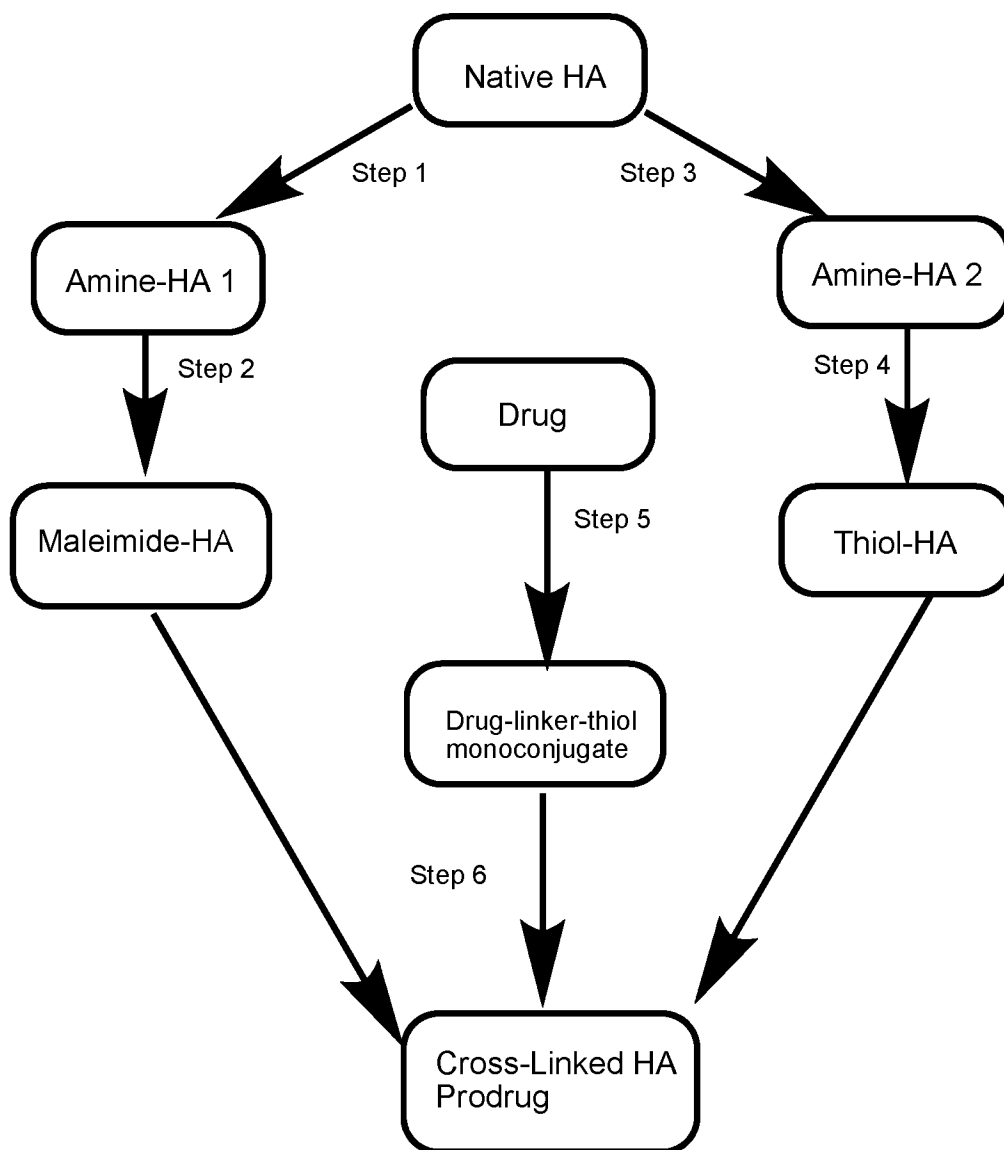 Native HA
Step 1
Step 3
Amine-HA 1
Amine-HA 2
Step 2
Step 4
Drug
Maleimide-HA
Step 5
Thiol-HA
Drug-linker-thiol
monoconjugate
Step 6
Cross-Linked HA
Prodrug